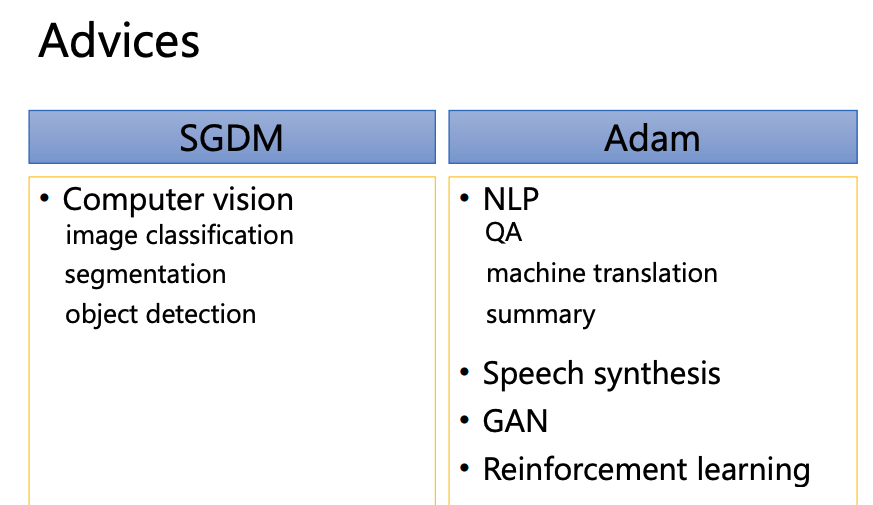 Advices
SGDM
• Computer vision
image classification
segmentation
object detection
Adam
• NLP
QA
machine translation
summary
• Speech synthesis
• GAN
• Reinforcement learning